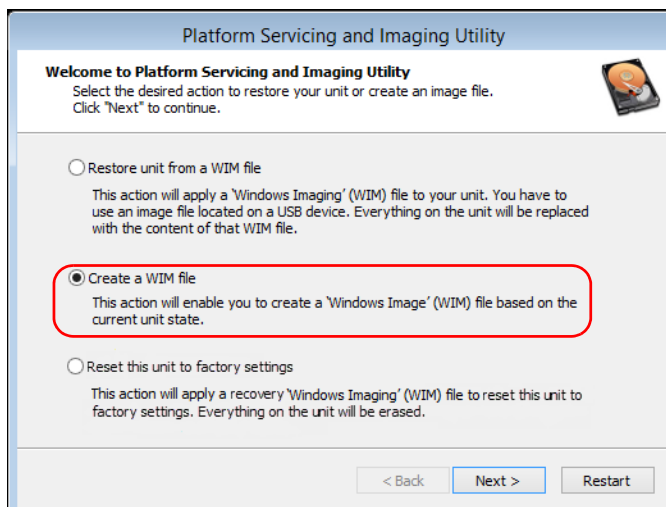 Platform Servicing and Imaging Utility
Welcome to Platform Servicing and Imaging Utility
Select the desired action to restore your unit or create an image file.
Click "Next" to continue.
Restore unit from a WIM file
This action will apply a 'Windows Imaging' (WIM) file to your unit. You have to
use an image file located on a USB device. Everything on the unit will be replaced
with the content of that WIM file.
Create a WIM file
This action will enable you to create a 'Windows Image' (WIM) file based on the
current unit state.
Reset this unit to factory settings
This action will apply a recovery 'Windows Imaging' (WIM) file to reset this unit to
factory settings. Everything on the unit will be erased.
< Back Next > Restart